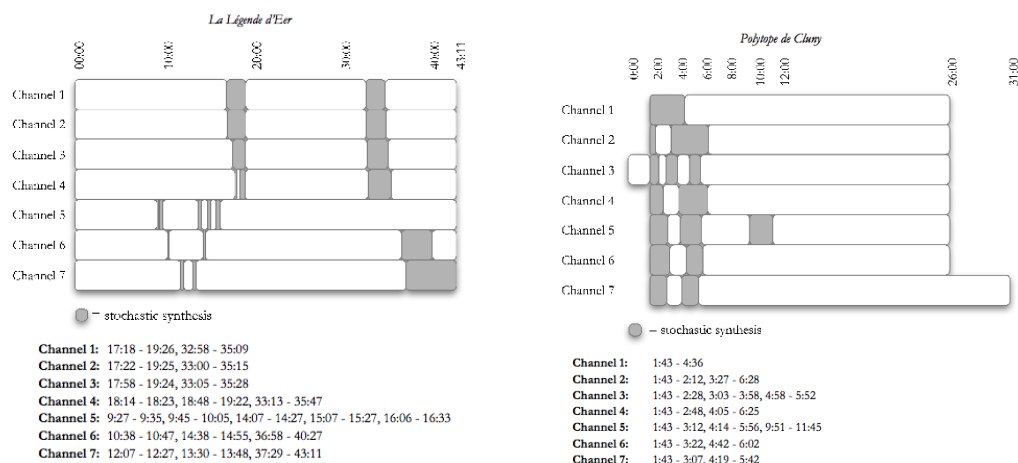 La Légende d'Eer
00:00 10:00 20:00 30:00 40:00 43:11
Channel 1
Channel 2
Channel 3
Channel 4
Channel 5
Channel 6
Channel 7
= stochastic synthesis
Channel 1: 17:18 - 19:26, 32:58 - 35:09
Channel 2: 17:22 - 19:25, 33:00 - 35:15
Channel 3: 17:58 - 19:24, 33:05 - 35:28
Channel 4: 18:14 - 18:23, 18:48 - 19:22, 33:13 - 35:47
Channel 5: 9:27 - 9:35, 9:45 - 10:05, 14:07 - 14:27, 15:07 - 15:27, 16:06 - 16:33
Channel 6: 10:38 - 10:47, 14:38 - 14:55, 36:58 - 40:27
Channel 7: 12:07 - 12:27, 13:30 - 13:48, 37:29 - 43:11
Polytope de Cluny
0:00 2:00 4:00 6:00 8:00 10:00 12:00 26:00 31:00
Channel 1
Channel 2
Channel 3
Channel 4
Channel 5
Channel 6
Channel 7
= stochastic synthesis
Channel 1: 1:43 - 4:36
Channel 2: 1:43 - 2:12, 3:27 - 6:28
Channel 3: 1:43 - 2:28, 3:03 - 3:58, 4:58 - 5:52
Channel 4: 1:43 - 2:48, 4:05 - 6:25
Channel 5: 1:43 - 3:12, 4:14 - 5:56, 9:51 - 11:45
Channel 6: 1:43 - 3:22, 4:42 - 6:02
Channel 7: 1:43 - 3:07, 4:19 - 5:42